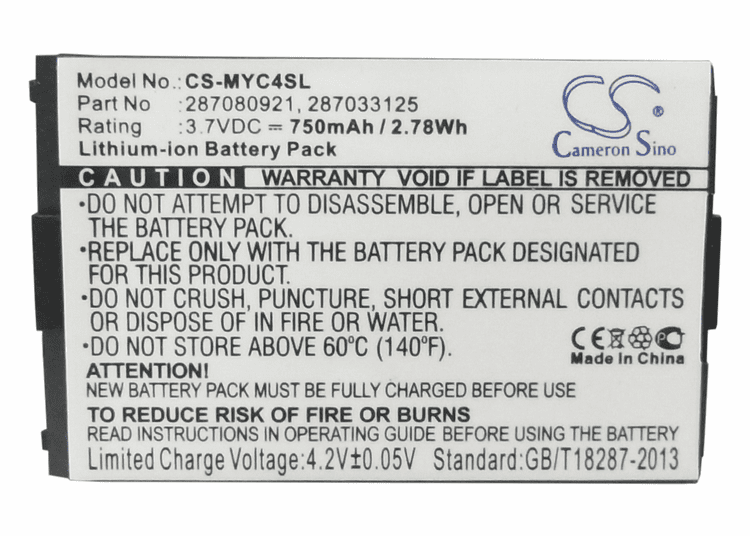 Model No.: CS-MYC4SL
Part No : 287080921, 287033125
Rating : 3.7VDC ⎓ 750mAh / 2.78Wh
Lithium-ion Battery Pack
CS
Cameron Sino
CAUTION WARRANTY VOID IF LABEL IS REMOVED
•DO NOT ATTEMPT TO DISASSEMBLE, OPEN OR SERVICE
THE BATTERY PACK.
•REPLACE ONLY WITH THE BATTERY PACK DESIGNATED
FOR THIS PRODUCT.
•DO NOT CRUSH, PUNCTURE, SHORT EXTERNAL CONTACTS
OR DISPOSE OF IN FIRE OR WATER.
•DO NOT STORE ABOVE 60°C (140°F).
CE
Made in China
ATTENTION!
NEW BATTERY PACK MUST BE FULLY CHARGED BEFORE USE
TO REDUCE RISK OF FIRE OR BURNS
READ INSTRUCTIONS IN OPERATING GUIDE BEFORE USING THE BATTERY
Limited Charge Voltage:4.2V±0.05V Standard:GB/T18287-2013